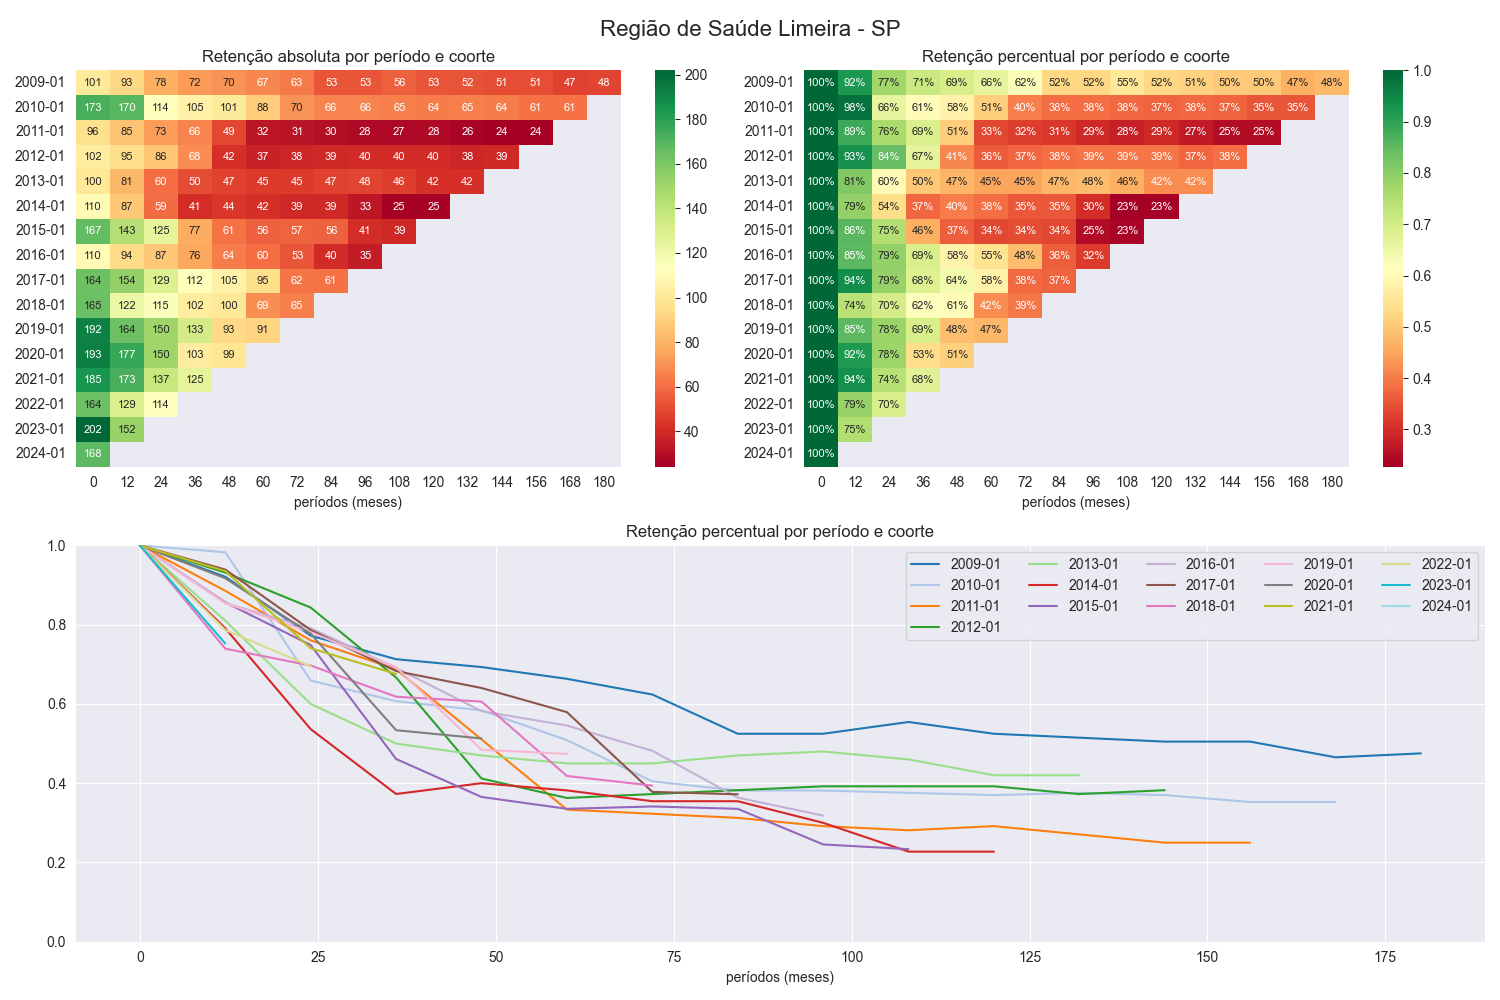 Região de Saúde Limeira - SP
Retenção absoluta por período e coorte
2009-01 101 93 78 72 70 67 63 53 53 56 53 52 51 51 47 48
2010-01 173 170 114 105 101 88 70 66 66 65 64 65 64 61 61
2011-01 96 85 73 66 49 32 31 30 28 27 28 26 24 24
2012-01 102 95 86 68 42 37 38 39 40 40 40 38 39
2013-01 100 81 60 50 47 45 45 47 48 46 42 42
2014-01 110 87 59 41 44 42 39 39 33 25 25
2015-01 167 143 125 77 61 56 57 56 41 39
2016-01 110 94 87 76 64 60 53 40 35
2017-01 164 154 129 112 105 95 62 61
2018-01 165 122 115 102 100 69 65
2019-01 192 164 150 133 93 91
2020-01 193 177 150 103 99
2021-01 185 173 137 125
2022-01 164 129 114
2023-01 202 152
2024-01 168
0 12 24 36 48 60 72 84 96 108 120 132 144 156 168 180
períodos (meses)
200
180
160
140
120
100
80
60
40
Retenção percentual por período e coorte
2009-01 100% 92% 77% 71% 69% 66% 62% 52% 52% 55% 52% 51% 50% 50% 47% 48%
2010-01 100% 98% 66% 61% 58% 51% 40% 38% 38% 38% 37% 38% 37% 35% 35%
2011-01 100% 89% 76% 69% 51% 33% 32% 31% 29% 28% 29% 27% 25% 25%
2012-01 100% 93% 84% 67% 41% 36% 37% 38% 39% 39% 39% 37% 38%
2013-01 100% 81% 60% 50% 47% 45% 45% 47% 48% 46% 42% 42%
2014-01 100% 79% 54% 37% 40% 38% 35% 35% 30% 23% 23%
2015-01 100% 86% 75% 46% 37% 34% 34% 34% 25% 23%
2016-01 100% 85% 79% 69% 58% 55% 48% 36% 32%
2017-01 100% 94% 79% 68% 64% 58% 38% 37%
2018-01 100% 74% 70% 62% 61% 42% 39%
2019-01 100% 85% 78% 69% 48% 47%
2020-01 100% 92% 78% 53% 51%
2021-01 100% 94% 74% 68%
2022-01 100% 79% 70%
2023-01 100% 75%
2024-01 100%
0 12 24 36 48 60 72 84 96 108 120 132 144 156 168 180
períodos (meses)
1.0
0.9
0.8
0.7
0.6
0.5
0.4
0.3
Retenção percentual por período e coorte
1.0
0.8
0.6
0.4
0.2
0.0
2009-01 2013-01 2016-01 2019-01 2022-01
2010-01 2014-01 2017-01 2020-01 2023-01
2011-01 2015-01 2018-01 2021-01 2024-01
2012-01
0 25 50 75 100 125 150 175
períodos (meses)